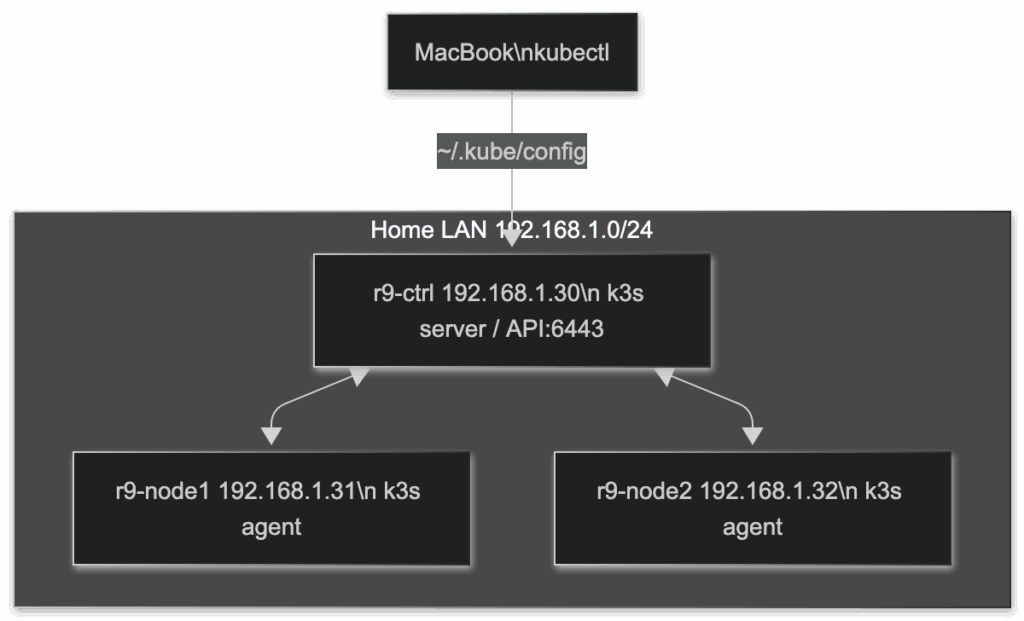 MacBook\nkubectl
~/.kube/config
Home LAN 192.168.1.0/24
r9-ctrl 192.168.1.30\n k3s
server / API:6443
r9-node1 192.168.1.31\n k3s
agent
r9-node2 192.168.1.32\n k3s
agent